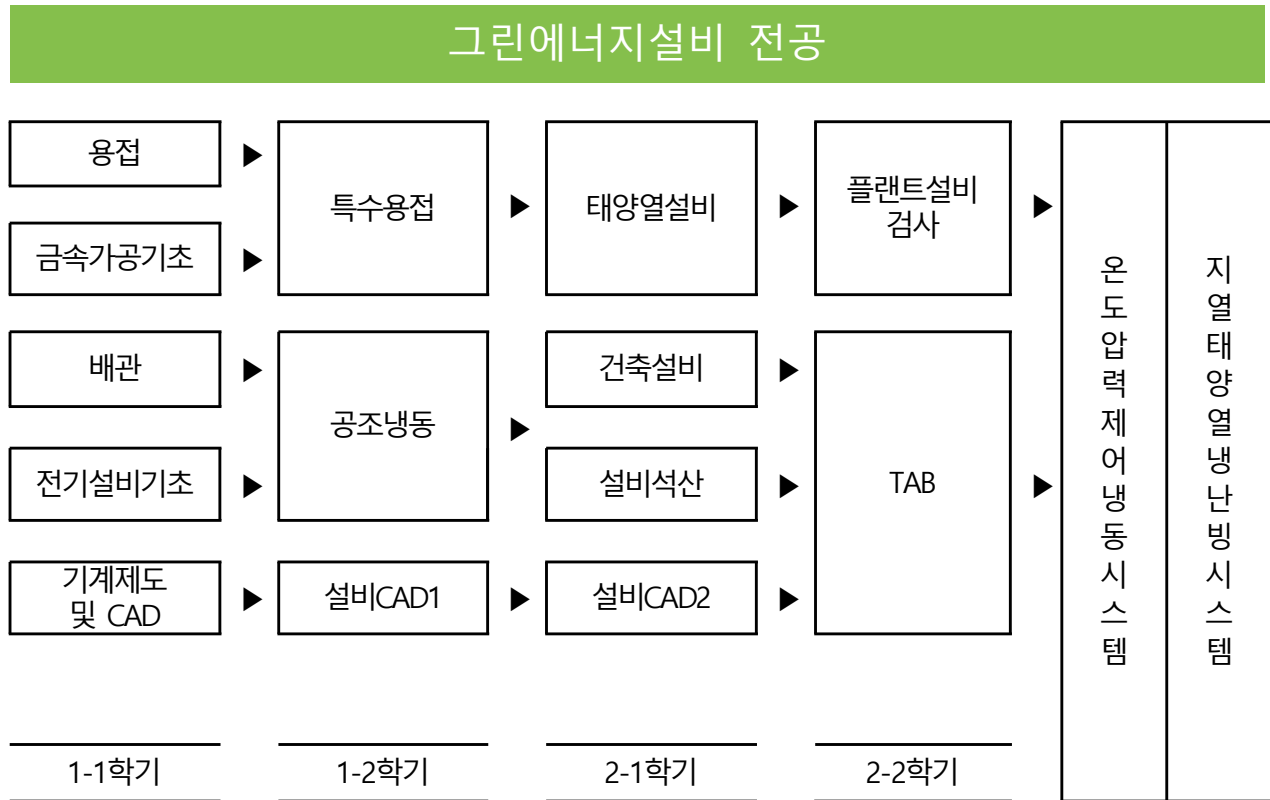 그린에너지설비 전공
용접
금속가공기초
배관
전기설비기초
기계제도
및 CAD
특수용접
공조냉동
설비CAD1
태양열설비
건축설비
설비석산
설비CAD2
플랜트설비
검사
TAB
온도압력제어냉동시스템
지열태양열냉난빙시스템
1-1학기
1-2학기
2-1학기
2-2학기